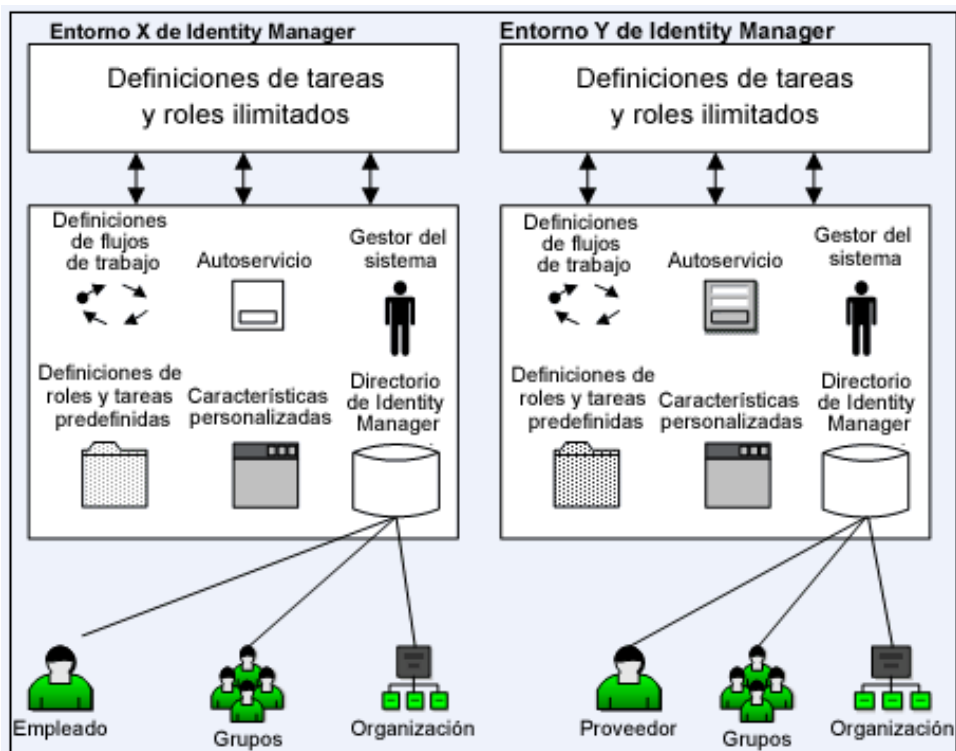 Entorno X de Identity Manager
Definiciones de tareas
y roles ilimitados
Definiciones
de flujos
de trabajo
Autoservicio
Gestor del
sistema
Definiciones de
roles y tareas
predefinidas
Características
personalizadas
Directorio
de Identity
Manager
Empleado
Grupos
Organización
Entorno Y de Identity Manager
Definiciones de tareas
y roles ilimitados
Definiciones
de flujos
de trabajo
Autoservicio
Gestor del
sistema
Definiciones de
roles y tareas
predefinidas
Características
personalizadas
Directorio
de Identity
Manager
Proveedor
Grupos
Organización